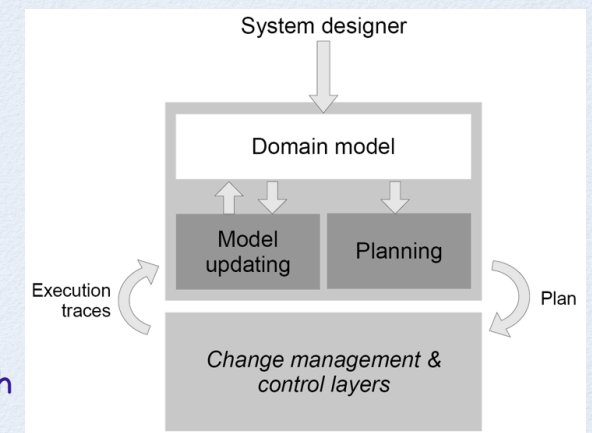 System designer
Domain model
Model
updating
Planning
Execution
traces
Plan
Change management &
control layers